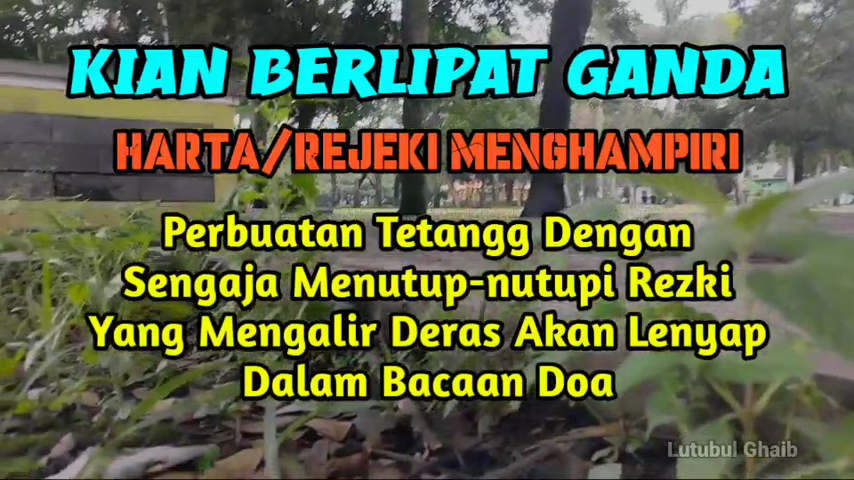 KIAN BERLIPAT GANDA
HARTA/REJEKI MENGHAMPIRI
Perbuatan Tetangg Dengan
Sengaja Menutup-nutupi Rezki
Yang Mengalir Deras Akan Lenyap
Dalam Bacaan Doa
Lutubul Ghaib